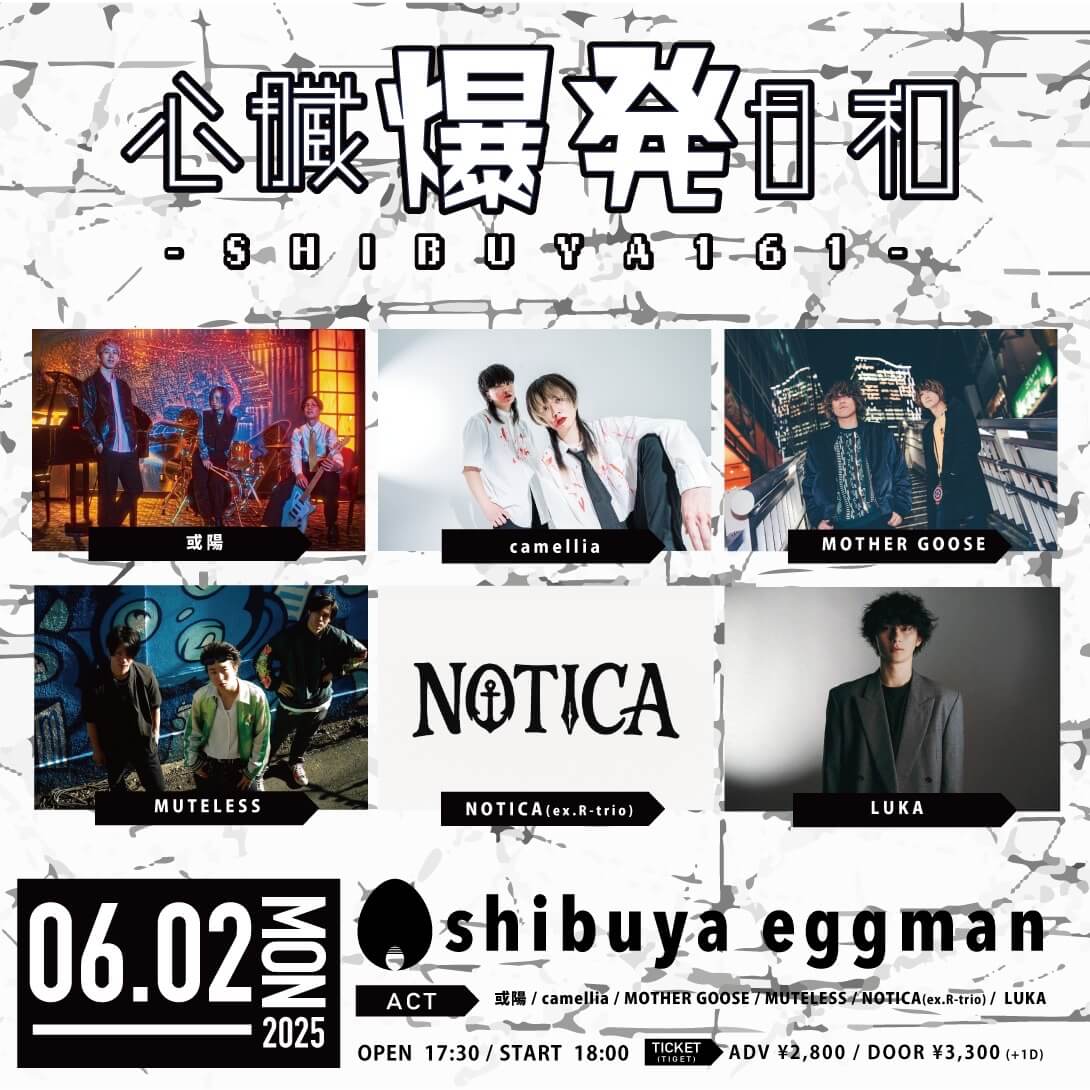 心臓爆発日和
-SHIBUYA161-
或陽
camellia
MOTHER GOOSE
MUTELESS
NOTICA
NOTICA(ex.R-trio)
LUKA
06.02 MON 2025
shibuya eggman
ACT 或陽 / camellia / MOTHER GOOSE / MUTELESS / NOTICA(ex.R-trio) / LUKA
OPEN 17:30 / START 18:00 TICKET (TIGET) ADV ¥2,800 / DOOR ¥3,300 (+1D)